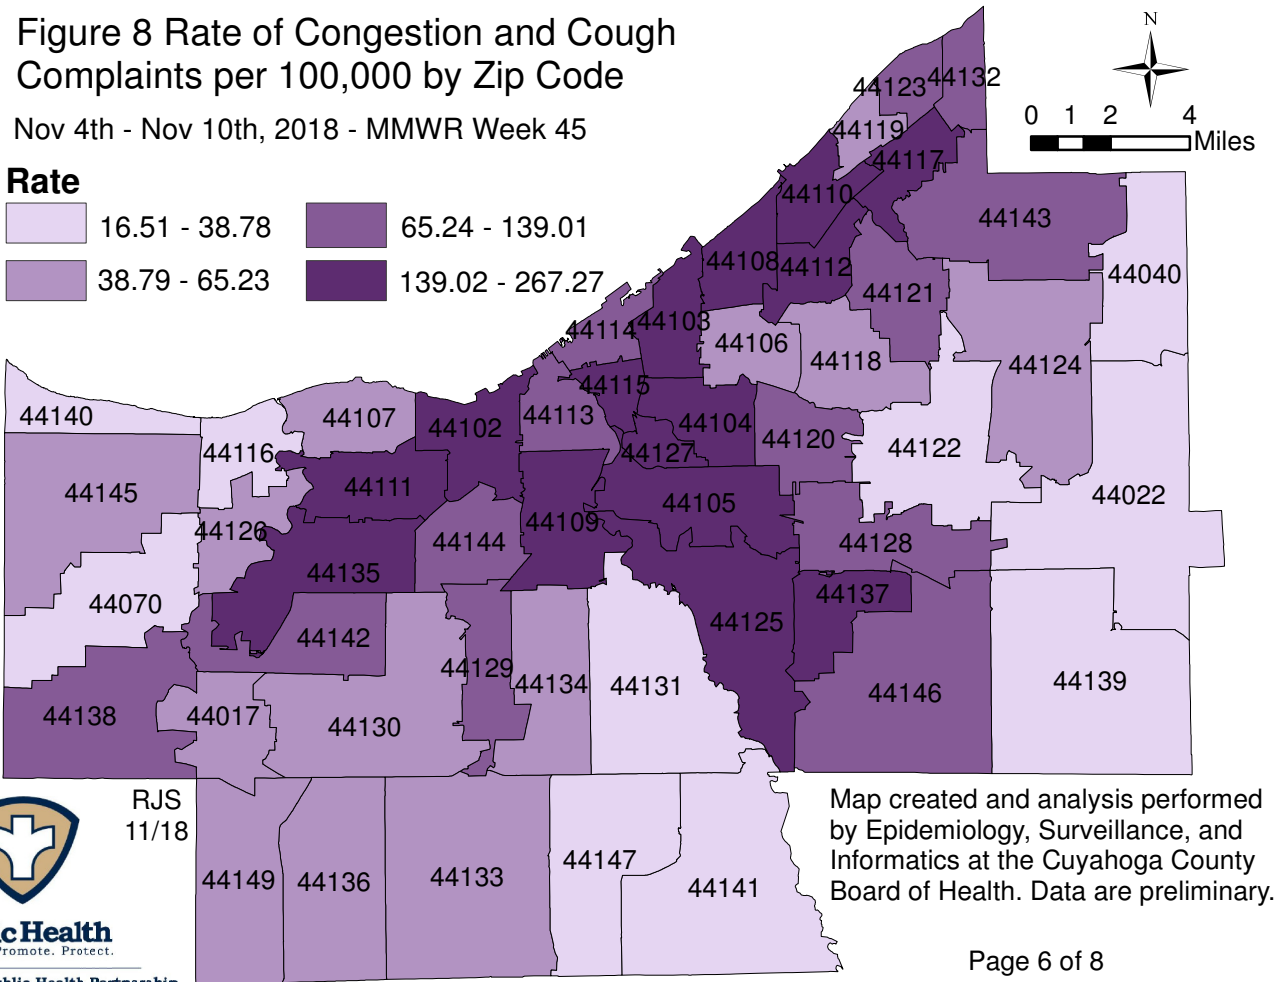 Figure 8 Rate of Congestion and Cough
Complaints per 100,000 by Zip Code
Nov 4th - Nov 10th, 2018 - MMWR Week 45
Rate
16.51 - 38.78
65.24 - 139.01
38.79 - 65.23
139.02 - 267.27
N
0 1 2 4
Miles
44132
44123
44119
44117
44110
44143
44108
44112
44040
44121
44114
44103
44106
44118
44124
44115
44140
44107
44102
44113
44104
44120
44116
44127
44122
44145
44111
44105
44022
44126
44109
44144
44128
44135
44070
44137
44142
44125
44129
44134
44131
44139
44146
44138
44017
44130
44149
44136
44133
44147
44141
RJS
11/18
c Health
Promote. Protect.
Public Health Partnership
Map created and analysis performed
by Epidemiology, Surveillance, and
Informatics at the Cuyahoga County
Board of Health. Data are preliminary.
Page 6 of 8